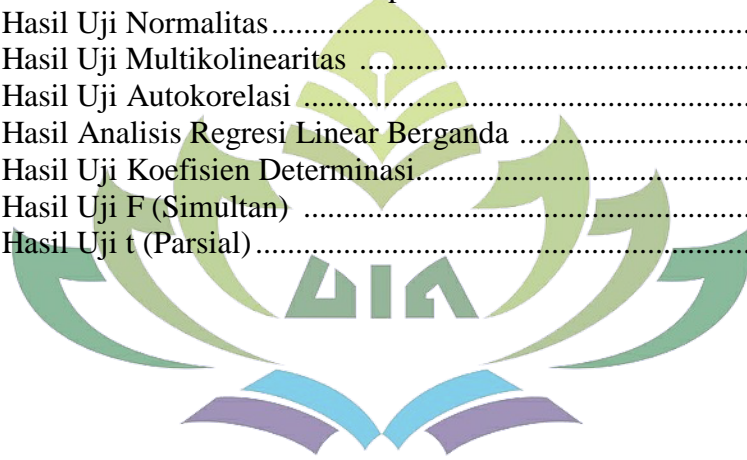 Hasil Uji Normalitas................................................................
Hasil Uji Multikolinearitas ....................................................
Hasil Uji Autokorelasi ...........................................................
Hasil Analisis Regresi Linear Berganda ................................
Hasil Uji Koefisien Determinasi.............................................
Hasil Uji F (Simultan) ...........................................................
Hasil Uji t (Parsial)..................................................................
UIN